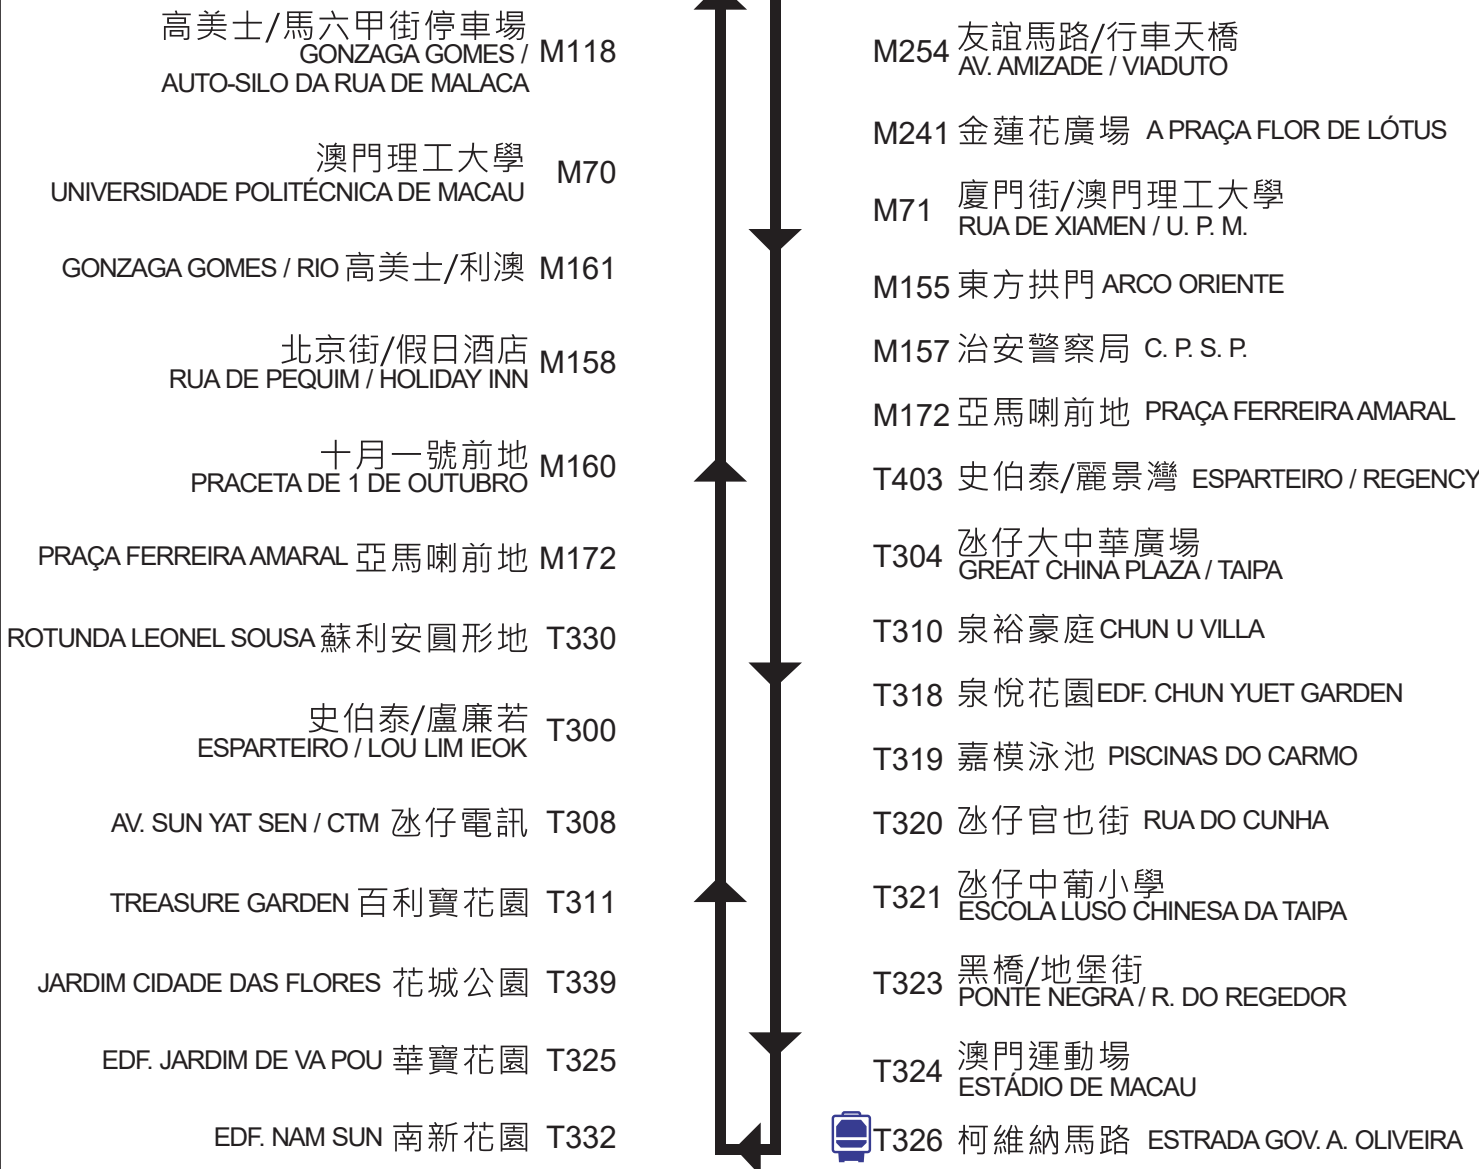 高美士/馬六甲街停車場
GONZAGA GOMES / M118
AUTO-SILO DA RUA DE MALACA
澳門理工大學
UNIVERSIDADE POLITÉCNICA DE MACAU M70
GONZAGA GOMES / RIO 高美士/利澳 M161
北京街/假日酒店
RUA DE PEQUIM / HOLIDAY INN M158
十月一號前地
PRACETA DE 1 DE OUTUBRO M160
PRAÇA FERREIRA AMARAL 亞馬喇前地 M172
ROTUNDA LEONEL SOUSA 蘇利安圓形地 T330
史伯泰/盧廉若
ESPARTEIRO / LOU LIM IEOK T300
AV. SUN YAT SEN / CTM 氹仔電訊 T308
TREASURE GARDEN 百利寶花園 T311
JARDIM CIDADE DAS FLORES 花城公園 T339
EDF. JARDIM DE VA POU 華寶花園 T325
EDF. NAM SUN 南新花園 T332
M254 友誼馬路/行車天橋
AV. AMIZADE / VIADUTO
M241 金蓮花廣場 A PRAÇA FLOR DE LÓTUS
M71 廈門街/澳門理工大學
RUA DE XIAMEN / U. P. M.
M155 東方拱門 ARCO ORIENTE
M157 治安警察局 C. P. S. P.
M172 亞馬喇前地 PRAÇA FERREIRA AMARAL
T403 史伯泰/麗景灣 ESPARTEIRO / REGENCY
T304 氹仔大中華廣場
GREAT CHINA PLAZA / TAIPA
T310 泉裕豪庭 CHUN U VILLA
T318 泉悅花園 EDF. CHUN YUET GARDEN
T319 嘉模泳池 PISCINAS DO CARMO
T320 氹仔官也街 RUA DO CUNHA
T321 氹仔中葡小學
ESCOLA LUSO CHINESA DA TAIPA
T323 黑橋/地堡街
PONTE NEGRA / R. DO REGEDOR
T324 澳門運動場
ESTÁDIO DE MACAU
T326 柯維納馬路 ESTRADA GOV. A. OLIVEIRA